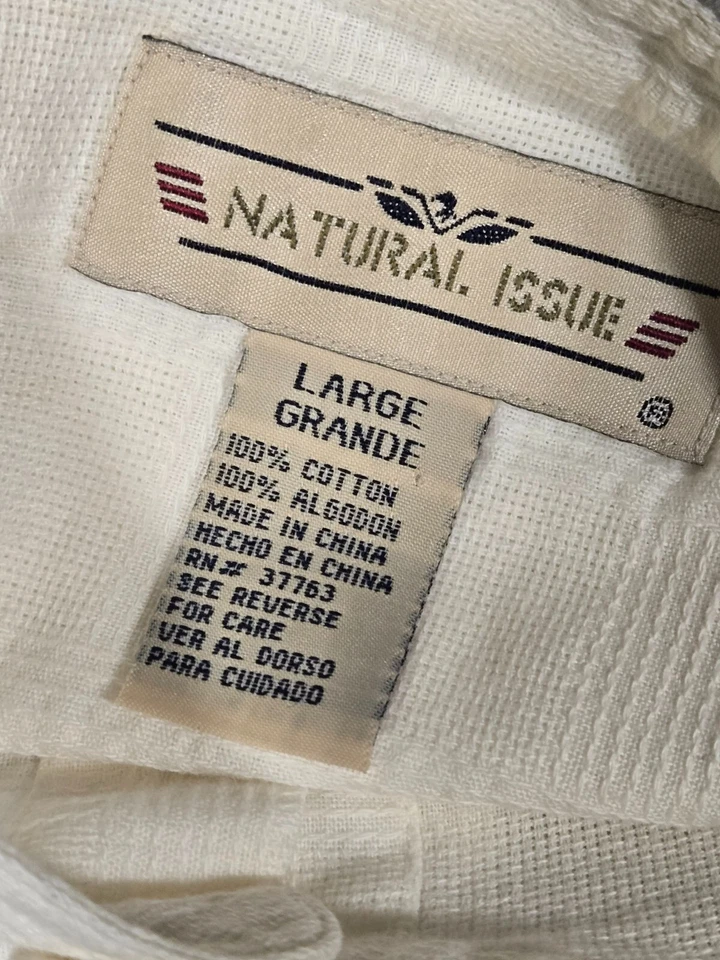 NATURAL ISSUE
®
LARGE
GRANDE
100% COTTON
100% ALGODON
MADE IN CHINA
HECHO EN CHINA
RN# 37763
SEE REVERSE
FOR CARE
VER AL DORSO
PARA CUIDADO